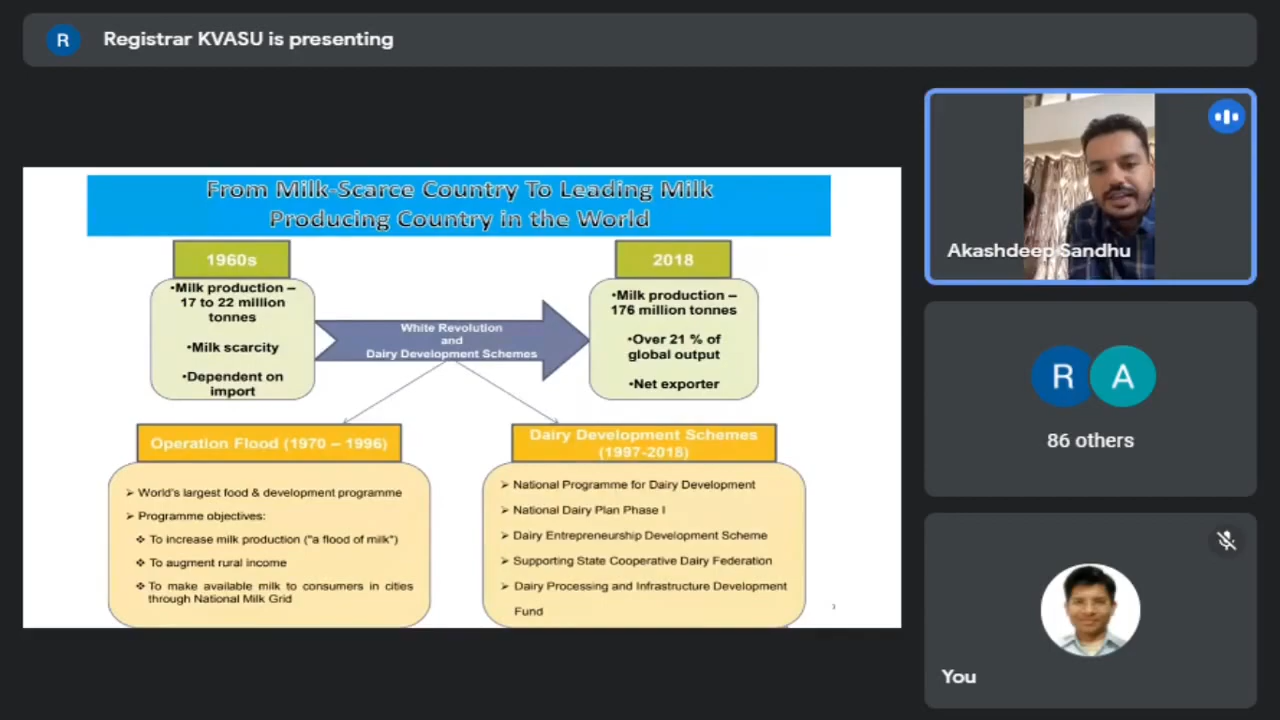 R
Registrar KVASU is presenting
From Milk-Scarce Country To Leading Milk
Producing Country in the World
1960s
•Milk production –
17 to 22 million
tonnes
•Milk scarcity
•Dependent on
import
White Revolution
and
Dairy Development Schemes
2018
•Milk production –
176 million tonnes
•Over 21 % of
global output
•Net exporter
Operation Flood (1970 – 1996)
➢ World's largest food & development programme
➢ Programme objectives:
❖ To increase milk production ("a flood of milk")
❖ To augment rural income
❖ To make available milk to consumers in cities
through National Milk Grid
Dairy Development Schemes
(1997-2018)
➢ National Programme for Dairy Development
➢ National Dairy Plan Phase I
➢ Dairy Entrepreneurship Development Scheme
➢ Supporting State Cooperative Dairy Federation
➢ Dairy Processing and Infrastructure Development
Fund
Akashdeep Sandhu
R A
86 others
You